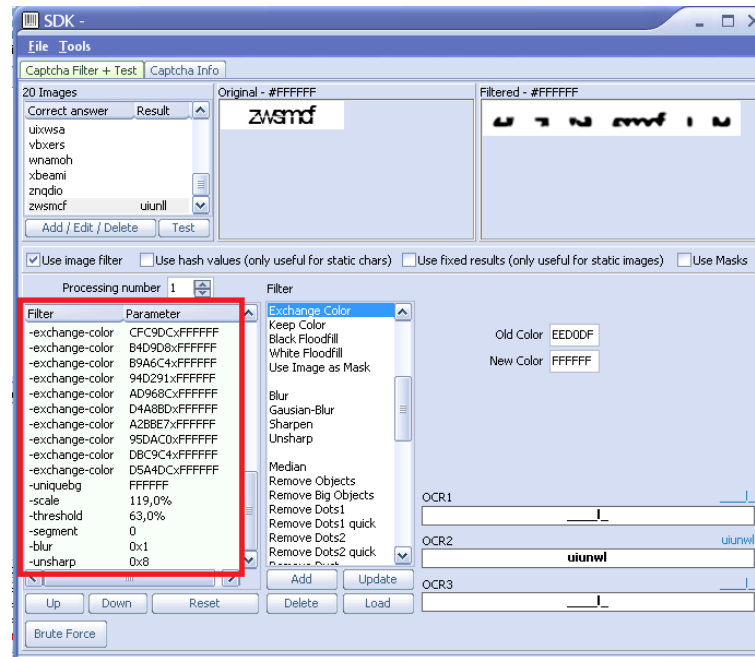 SDK -
File Tools
Captcha Filter + Test Captcha Info
20 Images
Correct answer Result
uixwsa
vbxers
wnamoh
xbeami
znqdio
zwsmcf uiunll
Add / Edit / Delete Test
Original - #FFFFFF
zwsmcf
Filtered - #FFFFFF
Use image filter Use hash values (only useful for static chars) Use fixed results (only useful for static images) Use Masks
Processing number 1
Filter Parameter
-exchange-color CFC9DCxFFFFFF
-exchange-color B4D9D8xFFFFFF
-exchange-color B9A6C4xFFFFFF
-exchange-color 94D291xFFFFFF
-exchange-color AD968CxFFFFFF
-exchange-color D4A8BDxFFFFFF
-exchange-color A2BBE7xFFFFFF
-exchange-color 95DAC0xFFFFFF
-exchange-color DBC9C4xFFFFFF
-exchange-color D5A4DCxFFFFFF
-uniquebg FFFFFF
-scale 119,0%
-threshold 63,0%
-segment 0
-blur 0x1
-unsharp 0x8
Up Down Reset
Brute Force
Filter
Exchange Color
Keep Color
Black Floodfill
White Floodfill
Use Image as Mask
Blur
Gausian-Blur
Sharpen
Unsharp
Median
Remove Objects
Remove Big Objects
Remove Dots1
Remove Dots1 quick
Remove Dots2
Remove Dots2 quick
Add Update
Delete Load
Old Color EED0DF
New Color FFFFFF
OCR1 ____l_
____l_
OCR2 uiunwl
uiunwl
OCR3 ____l_
____l_